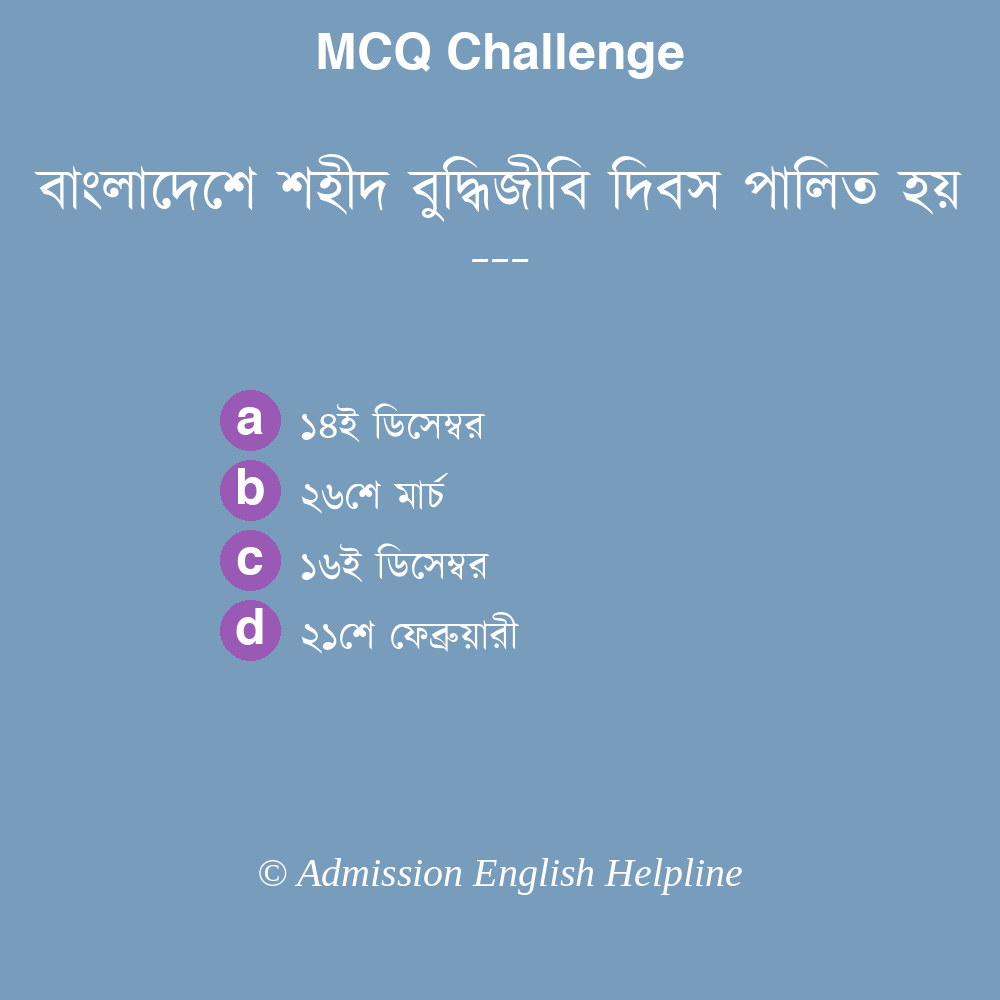 MCQ Challenge
বাংলাদেশে শহীদ বুদ্ধিজীবি দিবস পালিত হয়
---
a ১৪ই ডিসেম্বর
b ২৬শে মার্চ
c ১৬ই ডিসেম্বর
d ২১শে ফেব্রুয়ারী
© Admission English Helpline